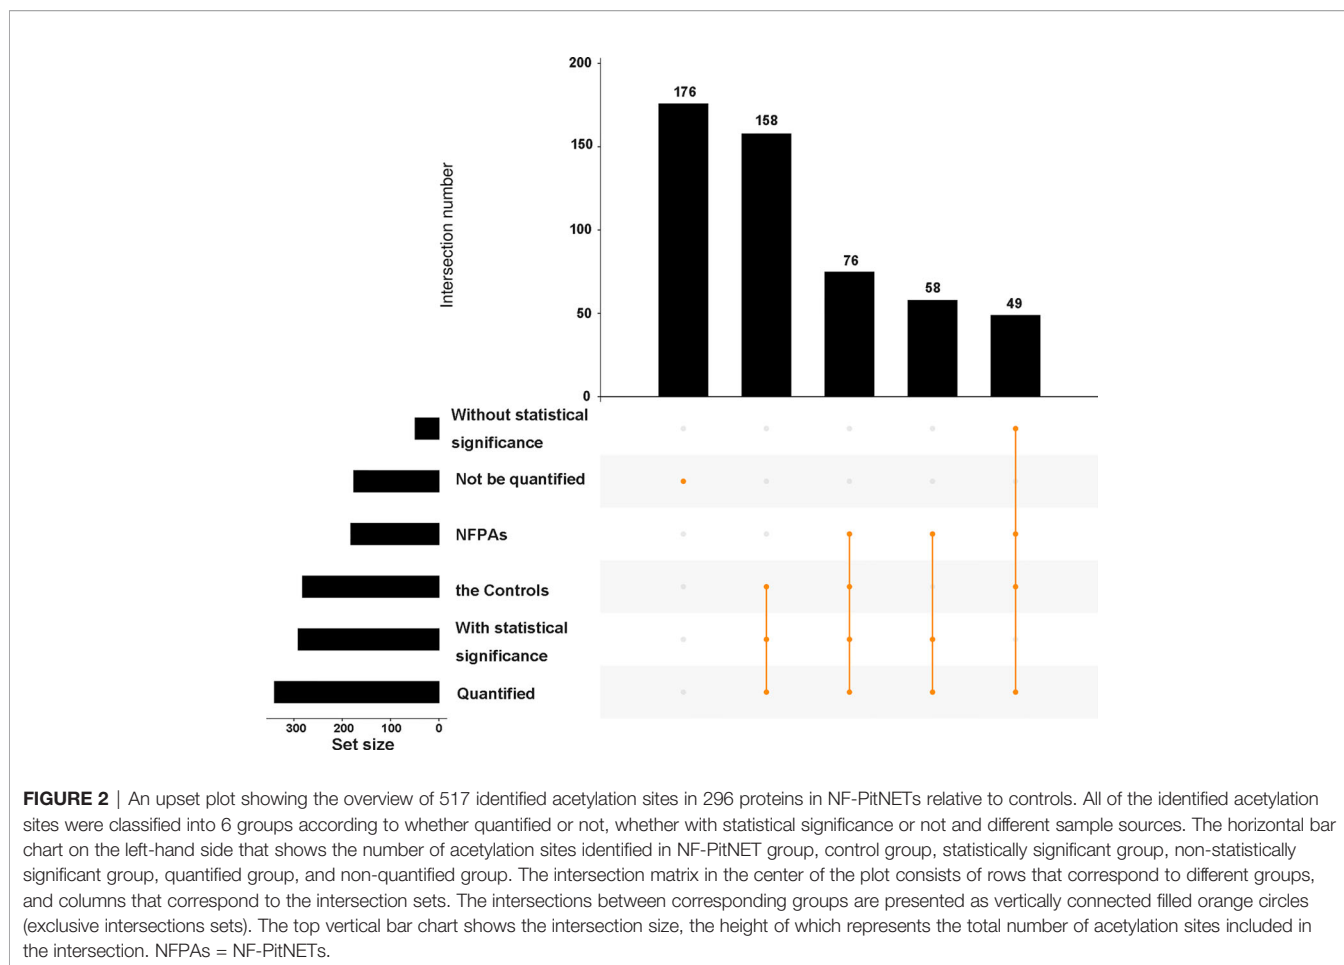 200
176
158
150
Intersection number
100
76
58
50
49
0
Without statistical
significance
Not be quantified
NFPAs
the Controls
With statistical
significance
Quantified
300 200 100 0
Set size
FIGURE 2 | An upset plot showing the overview of 517 identified acetylation sites in 296 proteins in NF-PitNETs relative to controls. All of the identified acetylation
sites were classified into 6 groups according to whether quantified or not, whether with statistical significance or not and different sample sources. The horizontal bar
chart on the left-hand side that shows the number of acetylation sites identified in NF-PitNET group, control group, statistically significant group, non-statistically
significant group, quantified group, and non-quantified group. The intersection matrix in the center of the plot consists of rows that correspond to different groups,
and columns that correspond to the intersection sets. The intersections between corresponding groups are presented as vertically connected filled orange circles
(exclusive intersections sets). The top vertical bar chart shows the intersection size, the height of which represents the total number of acetylation sites included in
the intersection. NFPAs = NF-PitNETs.